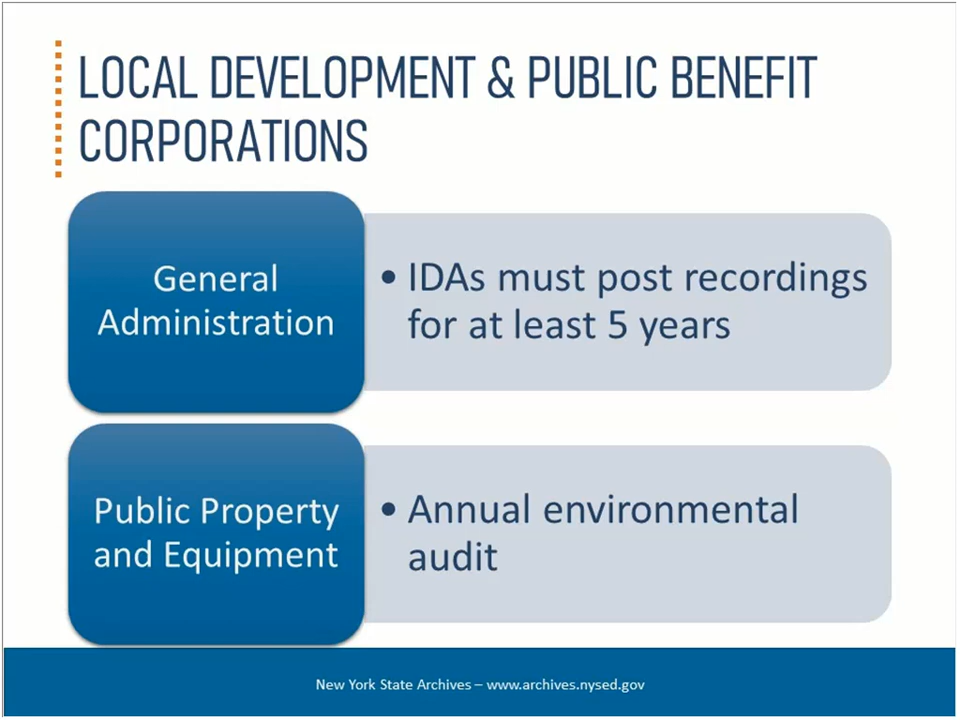 LOCAL DEVELOPMENT & PUBLIC BENEFIT
CORPORATIONS
General
Administration
• IDAs must post recordings
for at least 5 years
Public Property
and Equipment
• Annual environmental
audit
New York State Archives – www.archives.nysed.gov